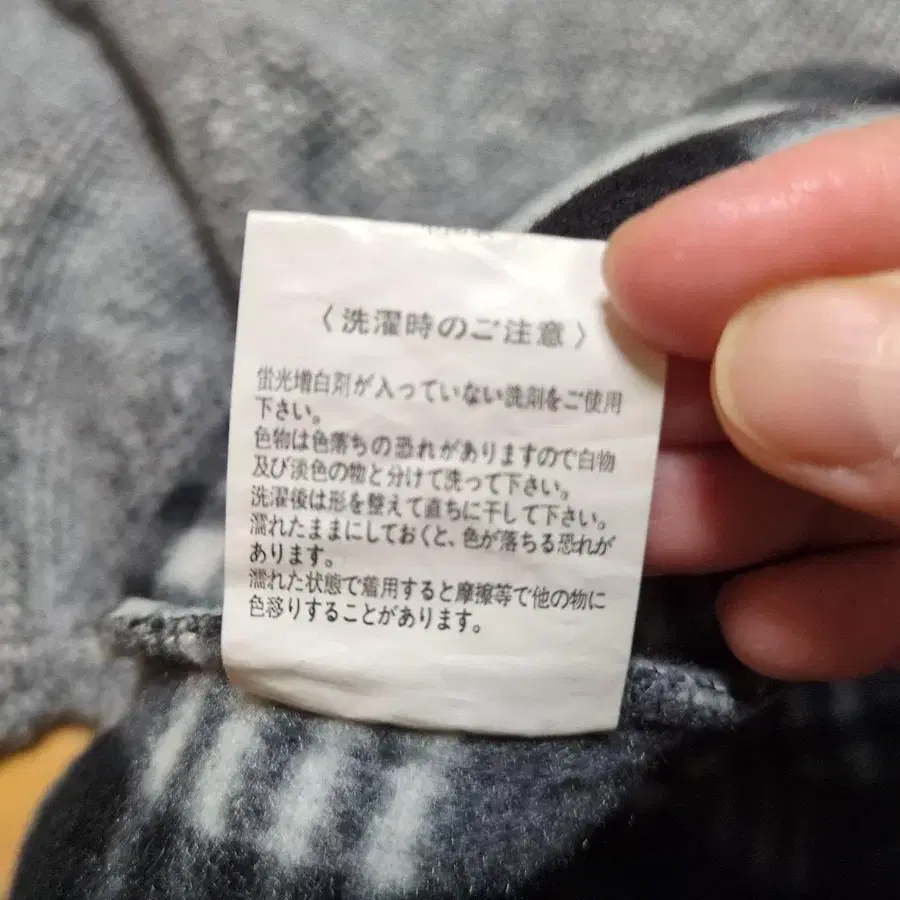 〈洗濯時のご注意〉
蛍光増白剤が入っていない洗剤をご使用
下さい。
色物は色落ちの恐れがありますので白物
及び淡色の物と分けて洗って下さい。
洗濯後は形を整えて直ちに干して下さい。
濡れたままにしておくと、色が落ちる恐れが
あります。
濡れた状態で着用すると摩擦等で他の物に
色移りすることがあります。